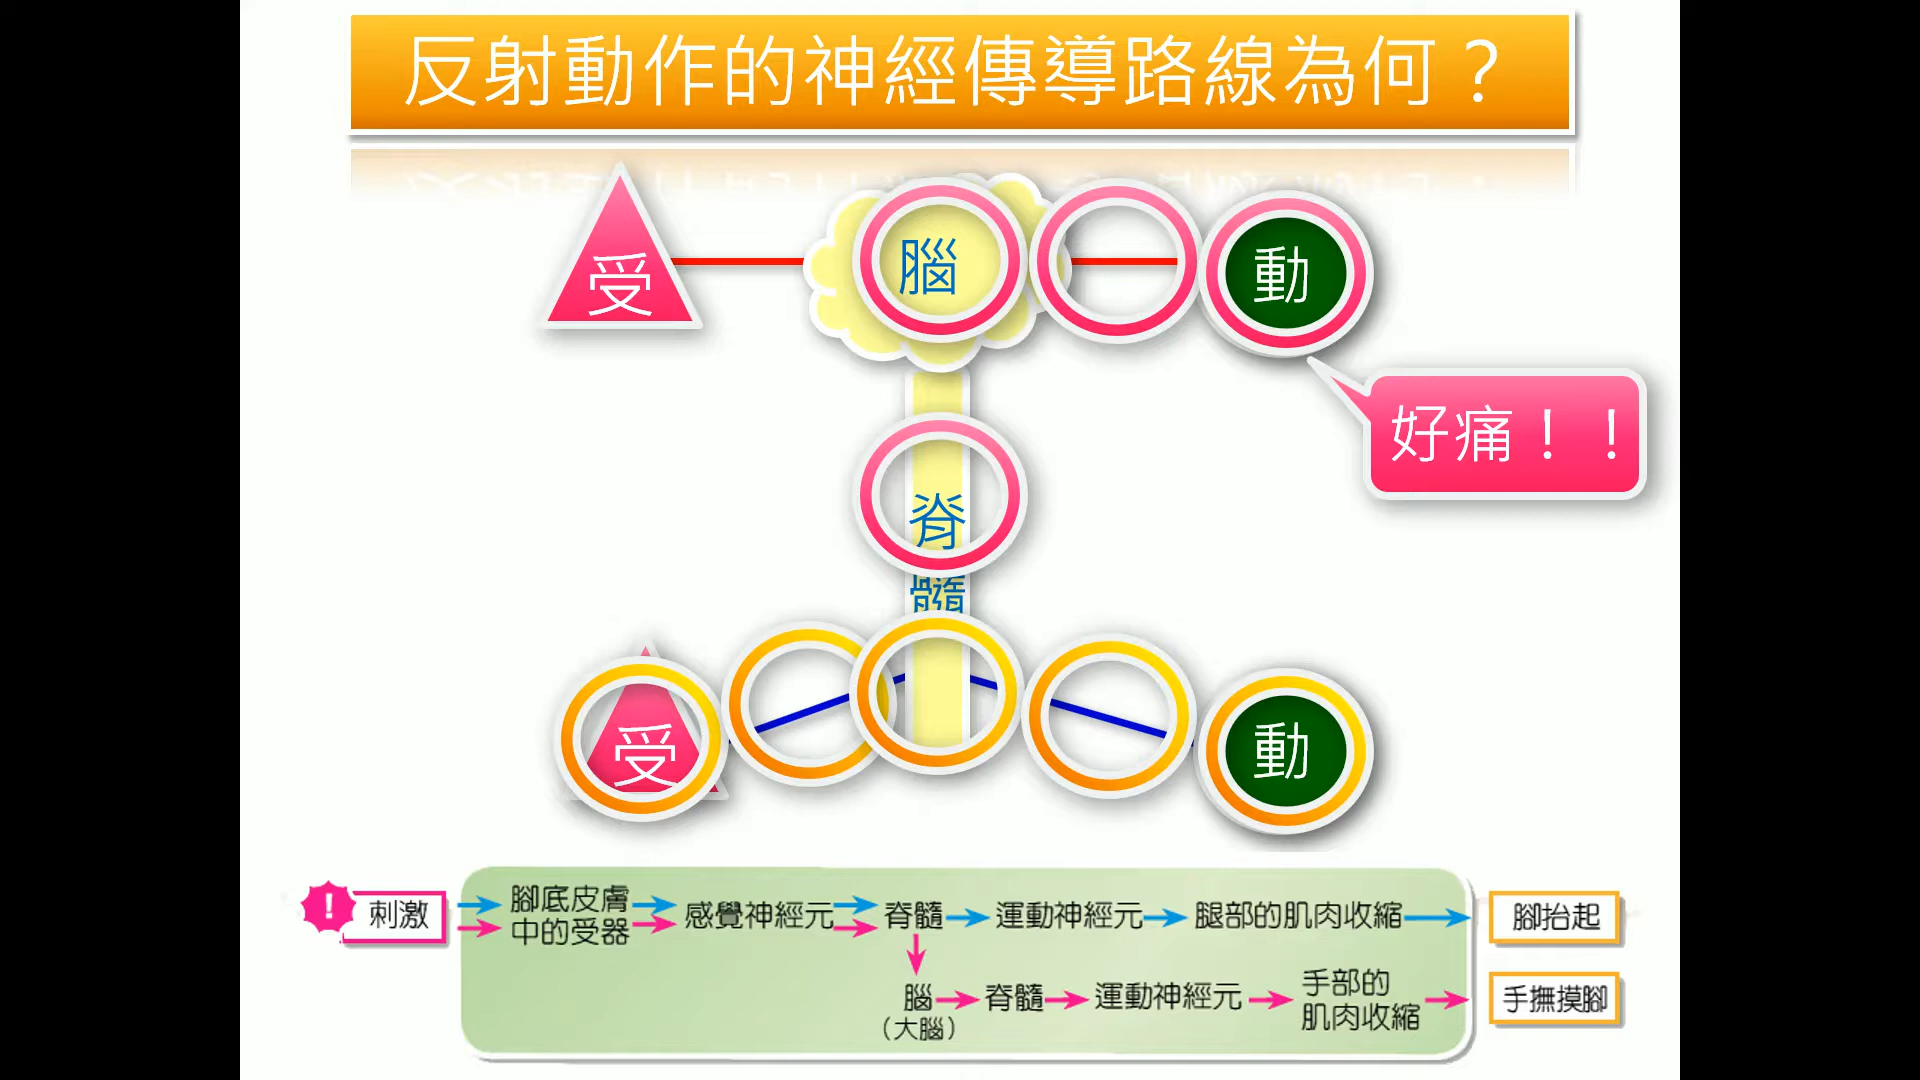 反射動作的神經傳導路線為何？
受
腦
動
好痛！！
脊
髓
受
動
!
刺激
腳底皮膚
中的受器
感覺神經元
脊髓
運動神經元
腿部的肌肉收縮
腳抬起
腦
（大腦）
脊髓
運動神經元
手部的
肌肉收縮
手撫摸腳